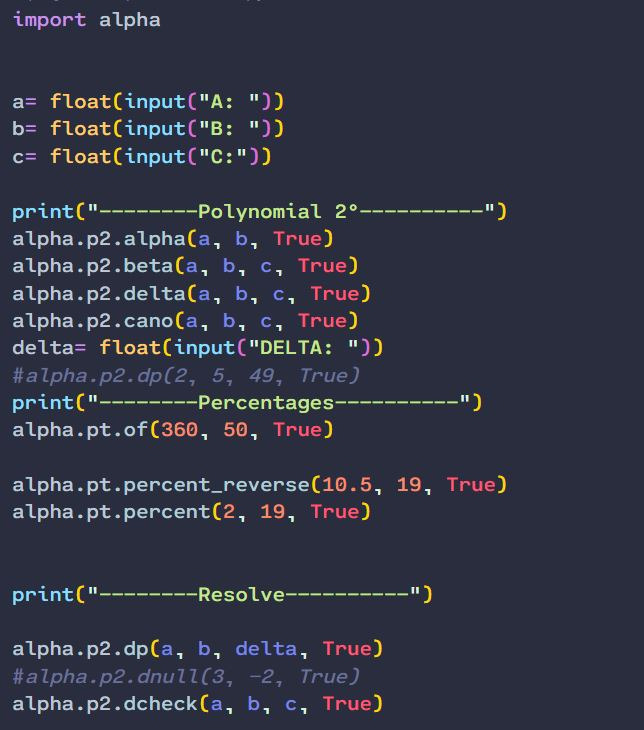 import alpha
a= float(input("A: "))
b= float(input("B: "))
c= float(input("C:"))
print("--------Polynomial 2°----------")
alpha.p2.alpha(a, b, True)
alpha.p2.beta(a, b, c, True)
alpha.p2.delta(a, b, c, True)
alpha.p2.cano(a, b, c, True)
delta= float(input("DELTA: "))
#alpha.p2.dp(2, 5, 49, True)
print("--------Percentages----------")
alpha.pt.of(360, 50, True)
alpha.pt.percent_reverse(10.5, 19, True)
alpha.pt.percent(2, 19, True)
print("--------Resolve----------")
alpha.p2.dp(a, b, delta, True)
#alpha.p2.dnull(3, -2, True)
alpha.p2.dcheck(a, b, c, True)